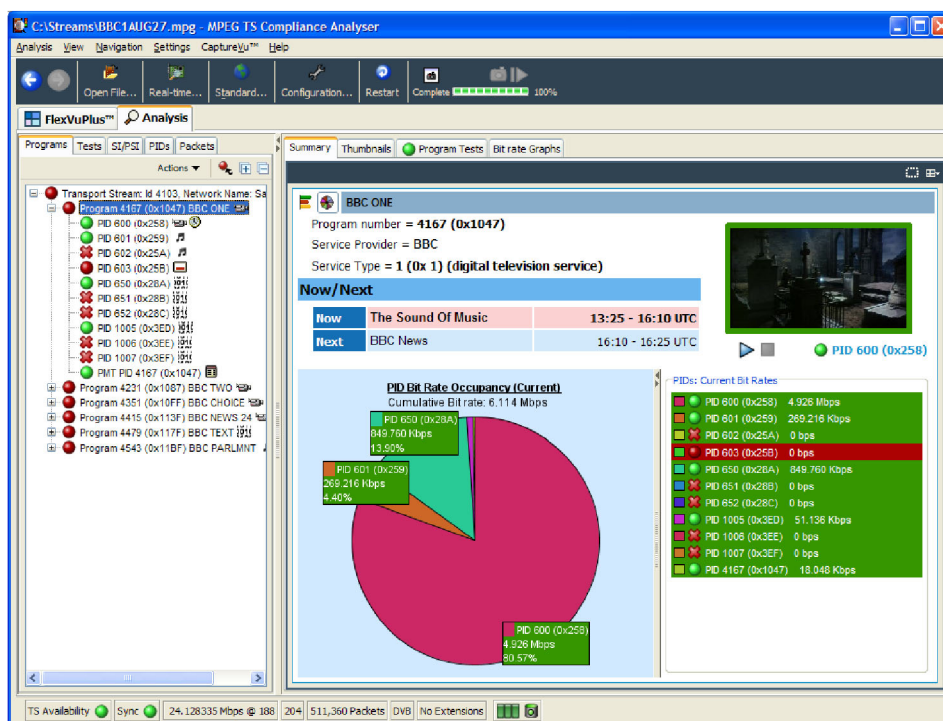 C:\Streams\BBC1AUG27.mpg - MPEG TS Compliance Analyser
Analysis View Navigation Settings CaptureVu™ Help
Open File... Real-time... Standard... Configuration... Restart Complete 100%
FlexVuPlus™ Analysis
Programs Tests SI/PSI PIDs Packets
Actions
Transport Stream: Id 4103, Network Name: Sa
Program 4167 (0x1047) BBC ONE
PID 600 (0x258)
PID 601 (0x259)
PID 602 (0x25A)
PID 603 (0x25B)
PID 650 (0x28A)
PID 651 (0x28B)
PID 652 (0x28C)
PID 1005 (0x3ED)
PID 1006 (0x3EE)
PID 1007 (0x3EF)
PMT PID 4167 (0x1047)
Program 4231 (0x1087) BBC TWO
Program 4351 (0x10FF) BBC CHOICE
Program 4415 (0x113F) BBC NEWS 24
Program 4479 (0x117F) BBC TEXT
Program 4543 (0x11BF) BBC PARLMNT
Summary Thumbnails Program Tests Bit rate Graphs
BBC ONE
Program number = 4167 (0x1047)
Service Provider = BBC
Service Type = 1 (0x 1) (digital television service)
Now/Next
Now The Sound Of Music 13:25 - 16:10 UTC
Next BBC News 16:10 - 16:25 UTC
PID 600 (0x258)
PID Bit Rate Occupancy (Current)
Cumulative Bit rate: 6.114 Mbps
PID 650 (0x28A)
849.760 Kbps
13.90%
PID 601 (0x259)
269.216 Kbps
4.40%
PID 600 (0x258)
4.926 Mbps
80.57%
PIDs: Current Bit Rates
PID 600 (0x258) 4.926 Mbps
PID 601 (0x259) 269.216 Kbps
PID 602 (0x25A) 0 bps
PID 603 (0x25B) 0 bps
PID 650 (0x28A) 849.760 Kbps
PID 651 (0x28B) 0 bps
PID 652 (0x28C) 0 bps
PID 1005 (0x3ED) 51.136 Kbps
PID 1006 (0x3EE) 0 bps
PID 1007 (0x3EF) 0 bps
PID 4167 (0x1047) 18.048 Kbps
TS Availability Sync 24.128335 Mbps @ 188 204 511,360 Packets DVB No Extensions